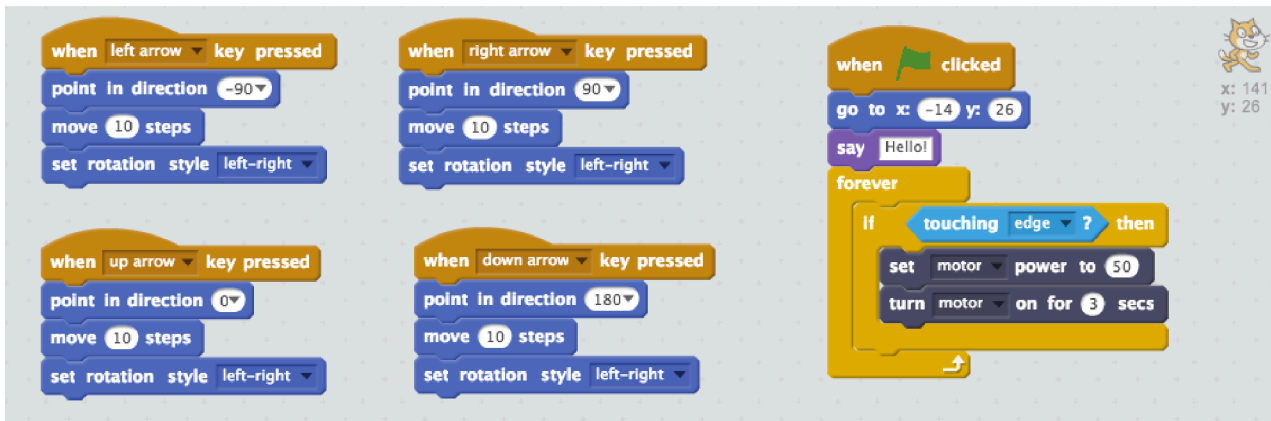 when left arrow key pressed
point in direction -90
move 10 steps
set rotation style left-right
when right arrow key pressed
point in direction 90
move 10 steps
set rotation style left-right
when clicked
go to x: -14 y: 26
say Hello!
forever
if touching edge ? then
set motor power to 50
turn motor on for 3 secs
x: 141
y: 26
when up arrow key pressed
point in direction 0
move 10 steps
set rotation style left-right
when down arrow key pressed
point in direction 180
move 10 steps
set rotation style left-right